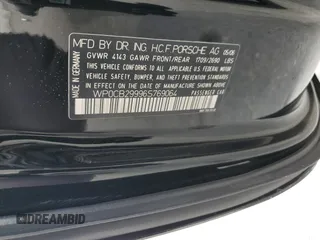 MFD BY DR. ING H.C.F. PORSCHE AG 05/06
GVWR 4143 GAWR FRONT/REAR 1709/2690 LBS
THIS VEHICLE CONFORMS TO ALL APPLICABLE
FEDERAL MOTOR VEHICLE SAFETY, BUMPER
AND THEFT PREVENTION STANDARDS IN
EFFECT ON THE DATE OF MANUFACTURE
SHOWN ABOVE
WP0CB29996S769064
PASSENGER CAR
MADE IN GERMANY
DREAMBID